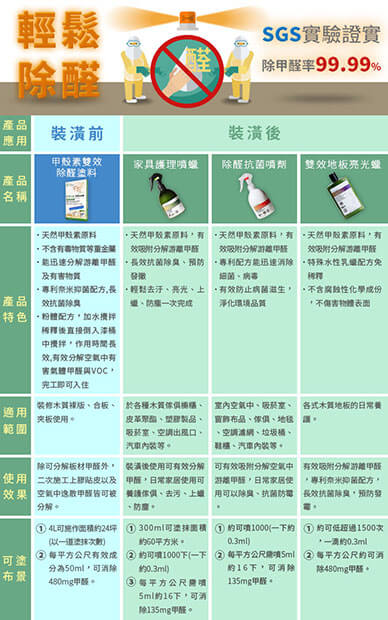 輕鬆
除醛
醛
SGS實驗證實
除甲醛率99.99%
產品
應用
裝潢前
裝潢後
產品
名稱
甲殼素雙效
除醛塗料
家具護理噴蠟
除醛抗菌噴劑
雙效地板亮光蠟
產品
特色
・天然甲殼素原料
・不含有毒物質等重金屬
・能迅速分解游離甲醛
及有害物質
・專利奈米抑菌配方,長
效抗菌除臭
・粉體配方,加水攪拌
稀釋後直接倒入漆桶
中攪拌,作用時間長
效,有效分解空氣中有
害氣體甲醛與VOC,
完工即可入住
・天然甲殼素原料,有
效吸附分解游離甲醛
・長效抗菌除臭、預防
發黴
・輕鬆去汙、亮光、上
蠟、防塵一次完成
・天然甲殼素原料,有
效吸附分解游離甲醛
・專利配方能迅速消除
細菌、病毒
・有效防止病菌滋生,
淨化環境品質
・天然甲殼素原料,有
效吸附分解游離甲醛
・特殊水性乳蠟配方免
稀釋
・不含腐蝕性化學成份
,不傷害物體表面
適用
範圍
裝修木質裸版、合板、
夾板使用。
於各種木質傢俱櫥櫃、
皮革聚酯、塑膠製品、
吸菸室、空調出風口、
汽車內裝等。
室內空氣中、吸菸室、
窗飾布品、傢俱、地毯
、空調濾網、垃圾桶、
鞋櫃、汽車內裝等。
各式木質地板的日常養
護。
使用
效果
除可分解板材甲醛外,
二次施工上膠貼皮以及
空氣中逸散甲醛皆可被
分解。
裝潢後使用可有效分解
甲醛,日常家居使用可
養護傢俱、去污、上蠟
、防塵。
可有效吸附分解空氣中
游離甲醛,日常家居使
用可以除臭、抗菌防霉
。
有效吸附分解游離甲醛
,專利奈米抑菌配方,
長效抗菌除臭,預防發
霉。
可塗
布景
① 4L可施作面積約24坪
(以一道塗抹次數)
② 每平方公尺有效成
分為50ml,可消除
480mg甲醛。
① 300ml可塗抹面積
約60平方米。
② 約可噴1000下(一下
約0.3ml)
③ 每平方公尺需噴
5ml約16下,可消
除135mg甲醛。
① 約可噴1000(一下約
0.3ml)
② 每平方公尺需噴5ml
約16下,可消除
135mg甲醛。
① 約可低超過1500次
,一滴約0.3ml
② 每平方公尺約可消
除480mg甲醛。